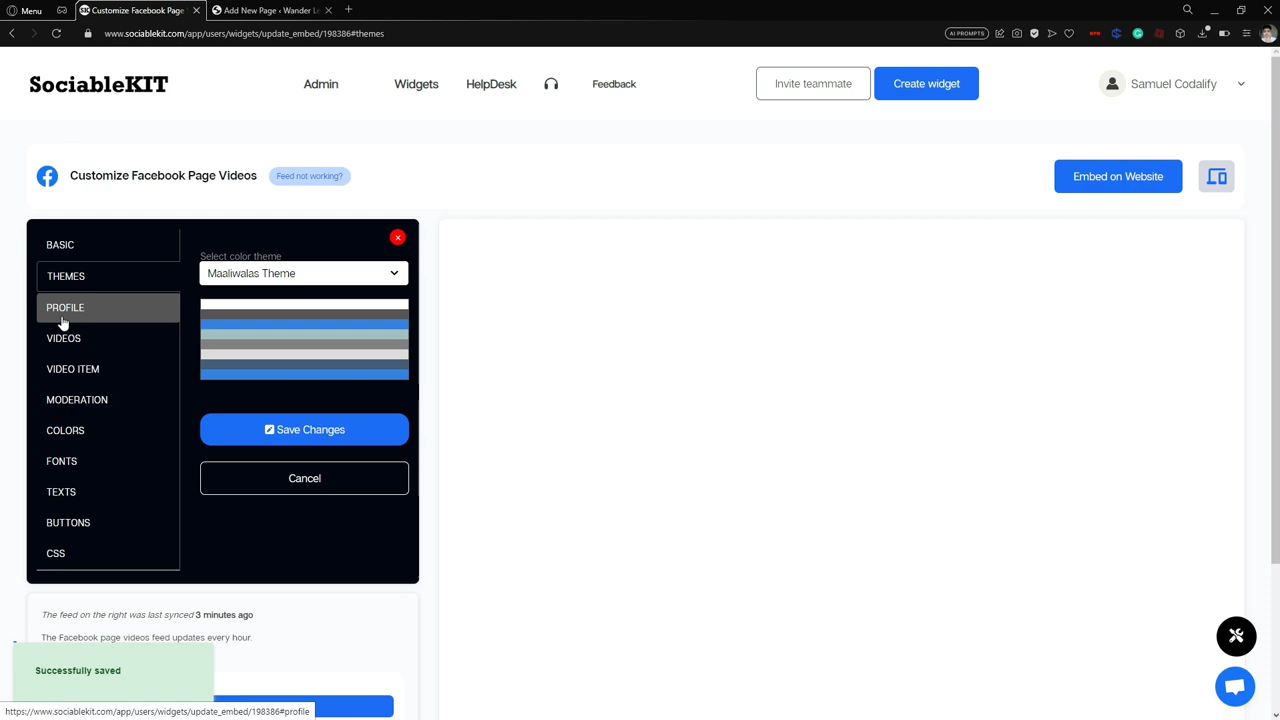 Menu
Customize Facebook Page
Add New Page ‹ Wander L
www.sociablekit.com/app/users/widgets/update_embed/198386#themes
AI PROMPTS
SociableKIT
Admin
Widgets
HelpDesk
Feedback
Invite teammate
Create widget
Samuel Codalify
Customize Facebook Page Videos
Feed not working?
Embed on Website
BASIC
THEMES
PROFILE
VIDEOS
VIDEO ITEM
MODERATION
COLORS
FONTS
TEXTS
BUTTONS
CSS
Select color theme
Maaliwalas Theme
Save Changes
Cancel
The feed on the right was last synced 3 minutes ago
The Facebook page videos feed updates every hour.
Successfully saved
https://www.sociablekit.com/app/users/widgets/update_embed/198386#profile